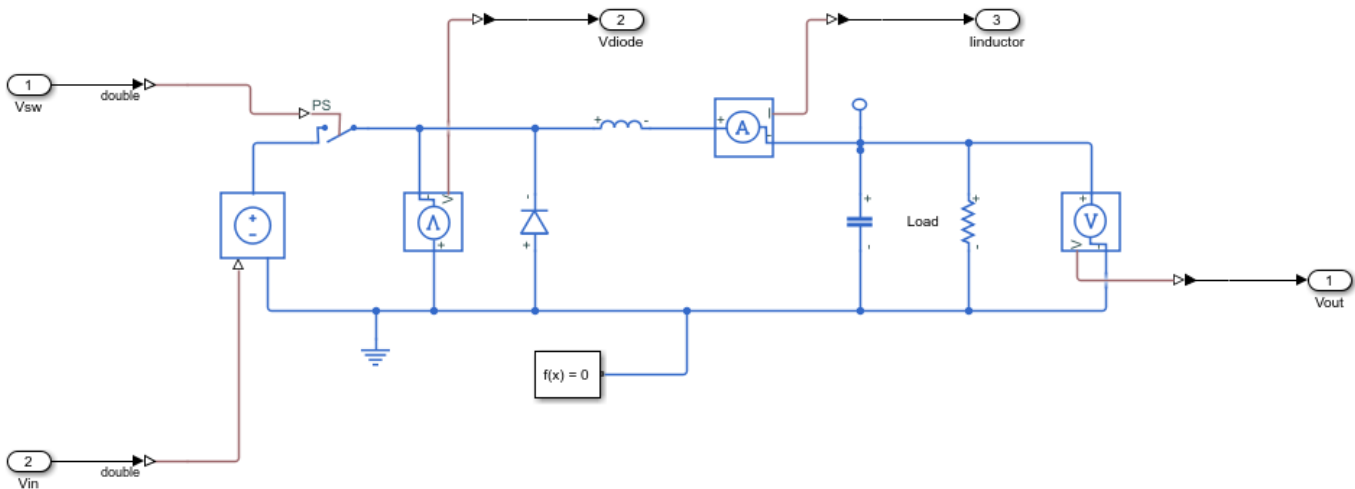 2
Vdiode
3
Iinductor
1
Vsw
double
PS
+
-
+
A
I
-
+
-
V
V
+
-
+
+
-
Load
+
-
+
V
V
-
1
Vout
f(x) = 0
2
Vin
double